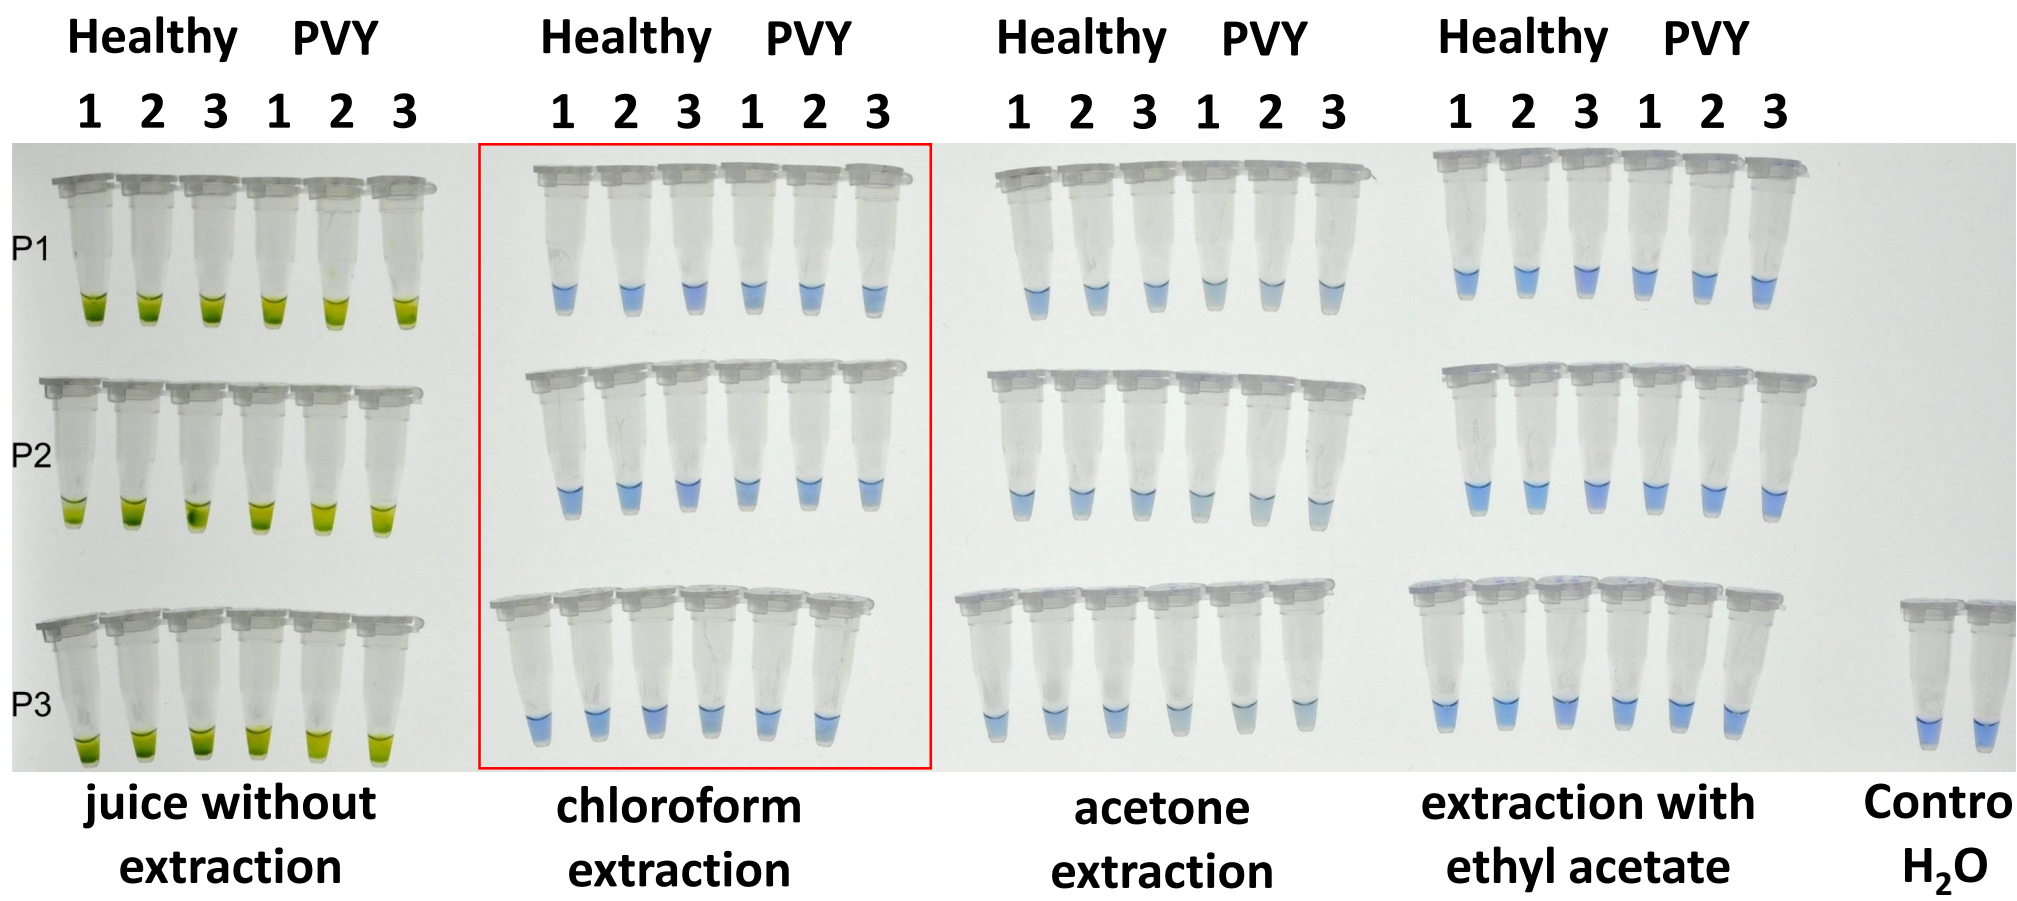 Healthy PVY Healthy PVY Healthy PVY Healthy PVY
1 2 3 1 2 3 1 2 3 1 2 3 1 2 3 1 2 3 1 2 3 1 2 3
P1
P2
P3
juice without extraction
chloroform extraction
acetone extraction
extraction with ethyl acetate
Contro
H₂O